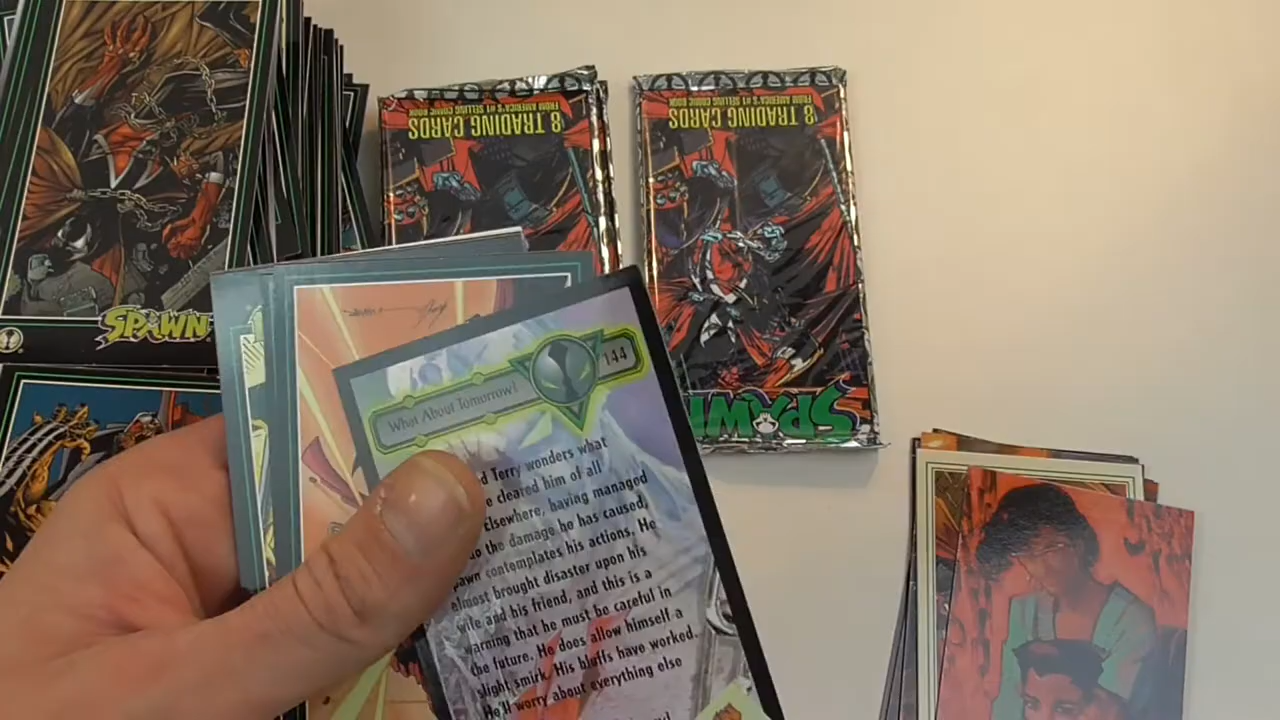 8 TRADING CARDS
FROM AMERICA'S #1 SELLING COMIC BOOK
8 TRADING CARDS
FROM AMERICA'S #1 SELLING COMIC BOOK
SPAWN
SPAWN
144
What About Tomorrow?
d Terry wonders what
e cleared him of all
Elsewhere, having managed
the damage he has caused,
pawn contemplates his actions. He
almost brought disaster upon his
wife and his friend, and this is a
warning that he must be careful in
the future. He does allow himself a
slight smirk. His bluffs have worked.
He'll worry about everything else